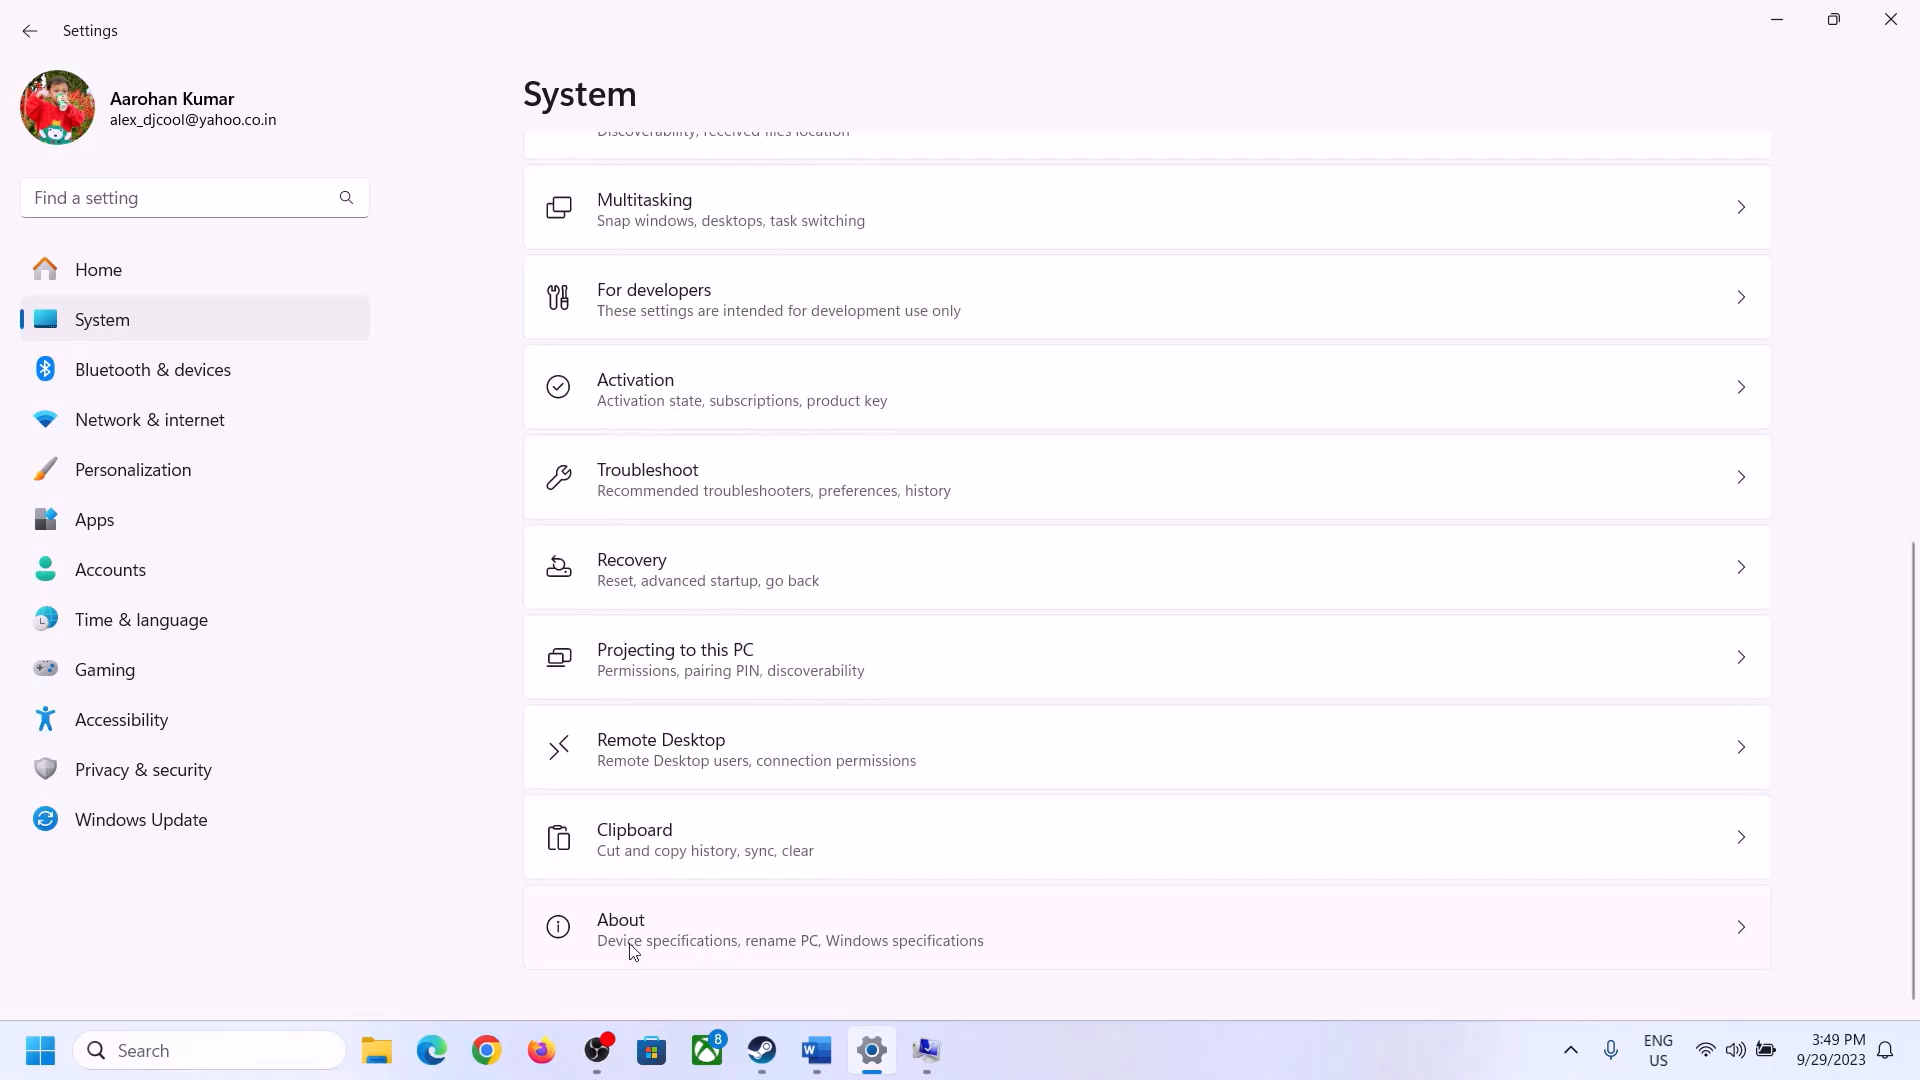 Settings
Aarohan Kumar
alex_djcool@yahoo.co.in
Find a setting
Home
System
Bluetooth & devices
Network & internet
Personalization
Apps
Accounts
Time & language
Gaming
Accessibility
Privacy & security
Windows Update
System
Discoverability, received files location
Multitasking
Snap windows, desktops, task switching
For developers
These settings are intended for development use only
Activation
Activation state, subscriptions, product key
Troubleshoot
Recommended troubleshooters, preferences, history
Recovery
Reset, advanced startup, go back
Projecting to this PC
Permissions, pairing PIN, discoverability
Remote Desktop
Remote Desktop users, connection permissions
Clipboard
Cut and copy history, sync, clear
About
Device specifications, rename PC, Windows specifications
Search
8
ENG
US
3:49 PM
9/29/2023